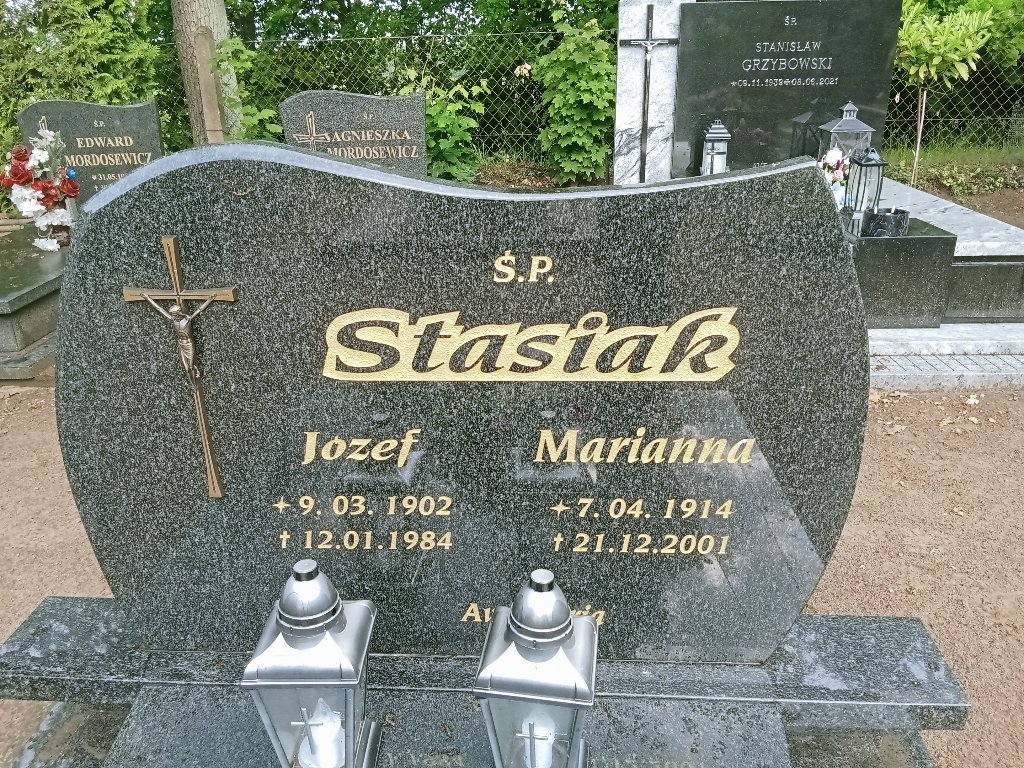 Ś.P.
EDWARD
MORDOSEWICZ
Ś.P.
AGNIESZKA
MORDOSEWICZ
Ś.P.
STANISŁAW
GRZYBOWSKI
Ś.P.
Stasiak
Jozef
9. 03. 1902
† 12.01.1984
Marianna
7. 04. 1914
† 21.12.2001